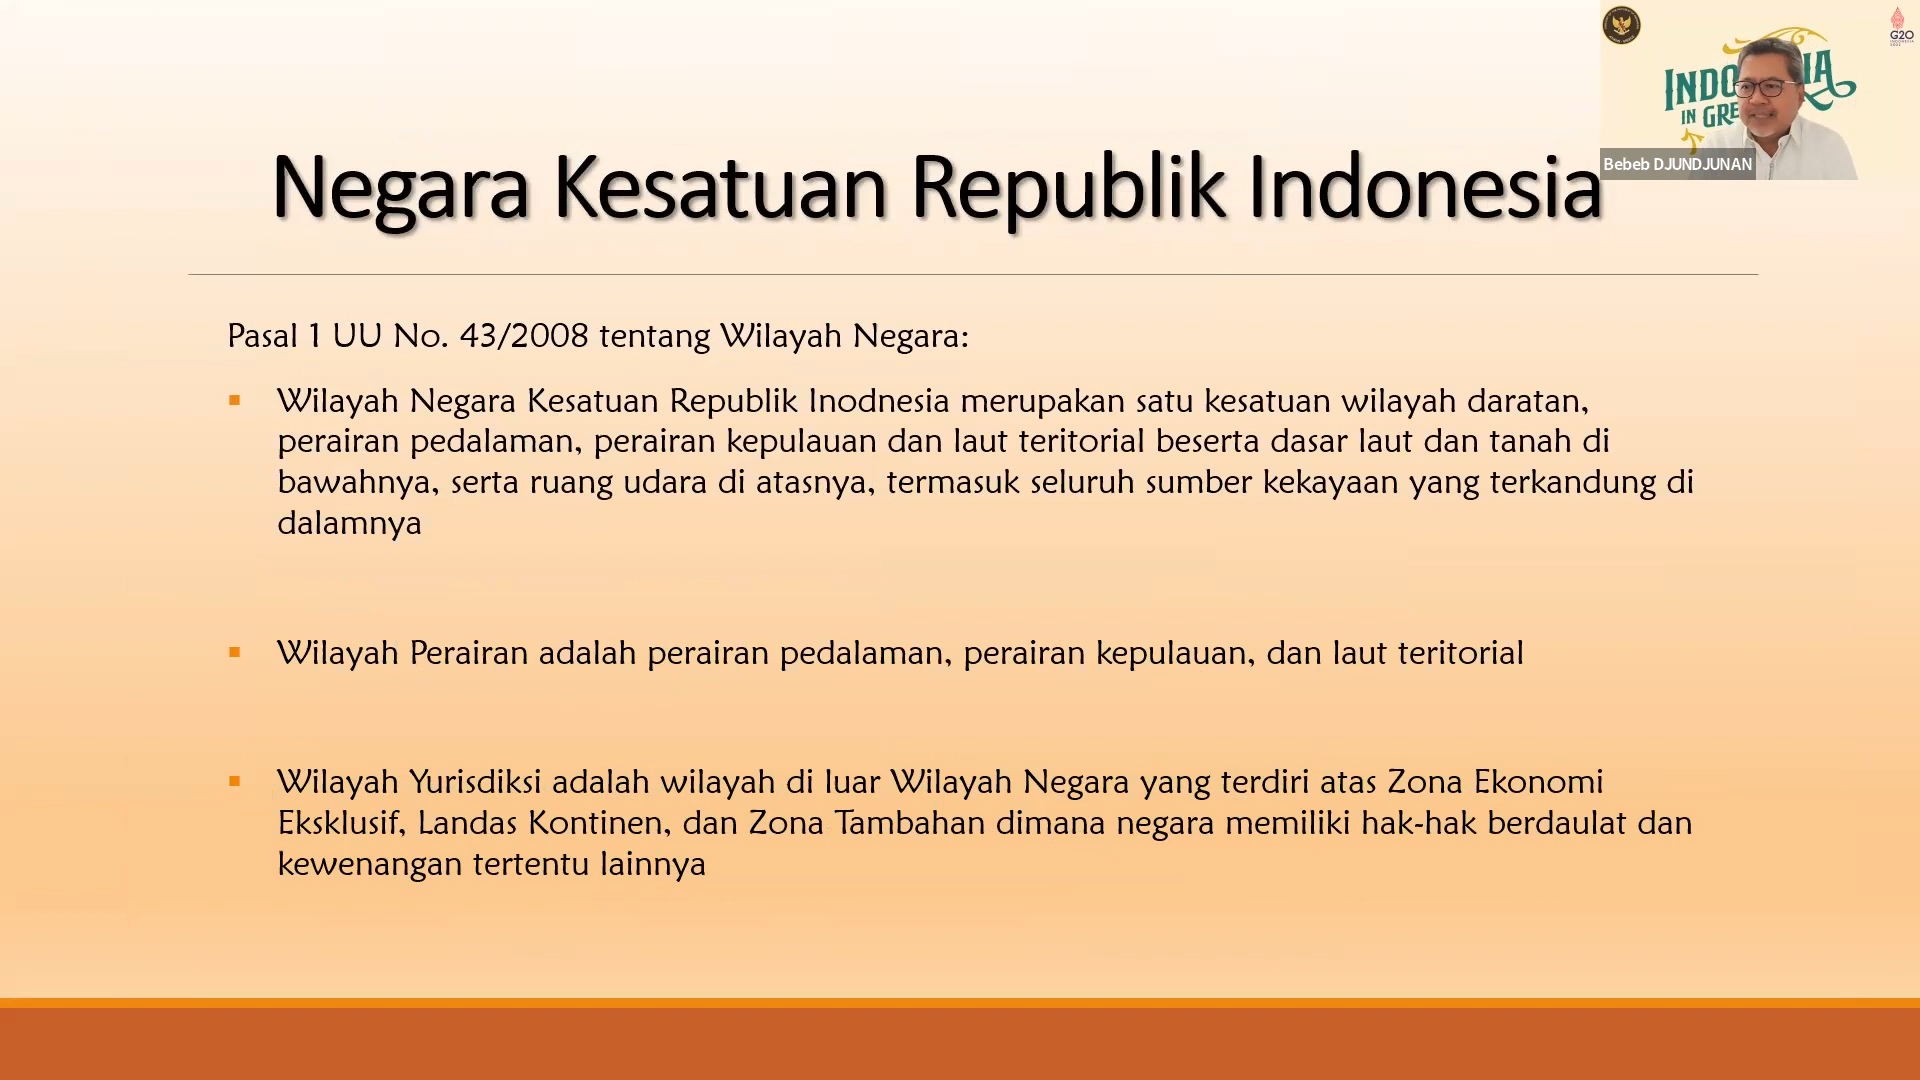 Negara Kesatuan Republik Indonesia
Pasal 1 UU No. 43/2008 tentang Wilayah Negara:
▪ Wilayah Negara Kesatuan Republik Inodnesia merupakan satu kesatuan wilayah daratan,
perairan pedalaman, perairan kepulauan dan laut teritorial beserta dasar laut dan tanah di
bawahnya, serta ruang udara di atasnya, termasuk seluruh sumber kekayaan yang terkandung di
dalamnya
▪ Wilayah Perairan adalah perairan pedalaman, perairan kepulauan, dan laut teritorial
▪ Wilayah Yurisdiksi adalah wilayah di luar Wilayah Negara yang terdiri atas Zona Ekonomi
Eksklusif, Landas Kontinen, dan Zona Tambahan dimana negara memiliki hak-hak berdaulat dan
kewenangan tertentu lainnya
G20
IN
Bebeb DJUNDJUNAN